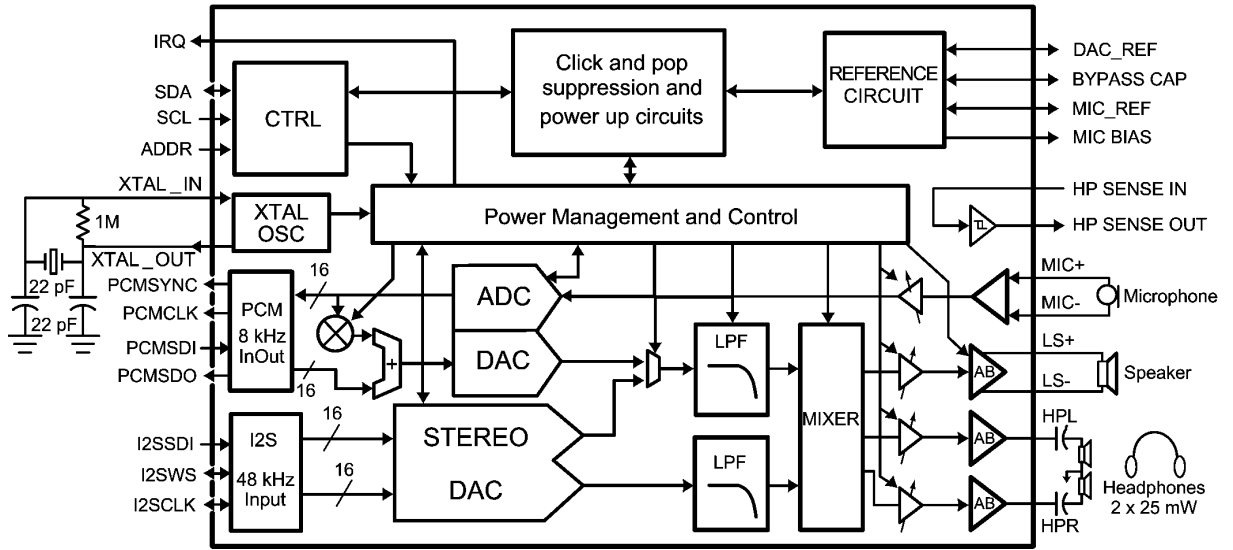 IRQ
SDA
SCL
ADDR
CTRL
Click and pop
suppression and
power up circuits
REFERENCE
CIRCUIT
DAC_REF
BYPASS CAP
MIC_REF
MIC BIAS
XTAL_IN
1M
XTAL_OUT
XTAL
OSC
Power Management and Control
HP SENSE IN
HP SENSE OUT
22 pF
22 pF
PCMSYNC
PCMCLK
PCMSDI
PCMSDO
PCM
8 kHz
InOut
16
16
+
ADC
DAC
LPF
MIC+
MIC-
Microphone
AB
LS+
LS-
Speaker
I2SSDI
I2SWS
I2SCLK
I2S
48 kHz
Input
16
16
STEREO
DAC
LPF
MIXER
AB
HPL
AB
HPR
Headphones
2 x 25 mW